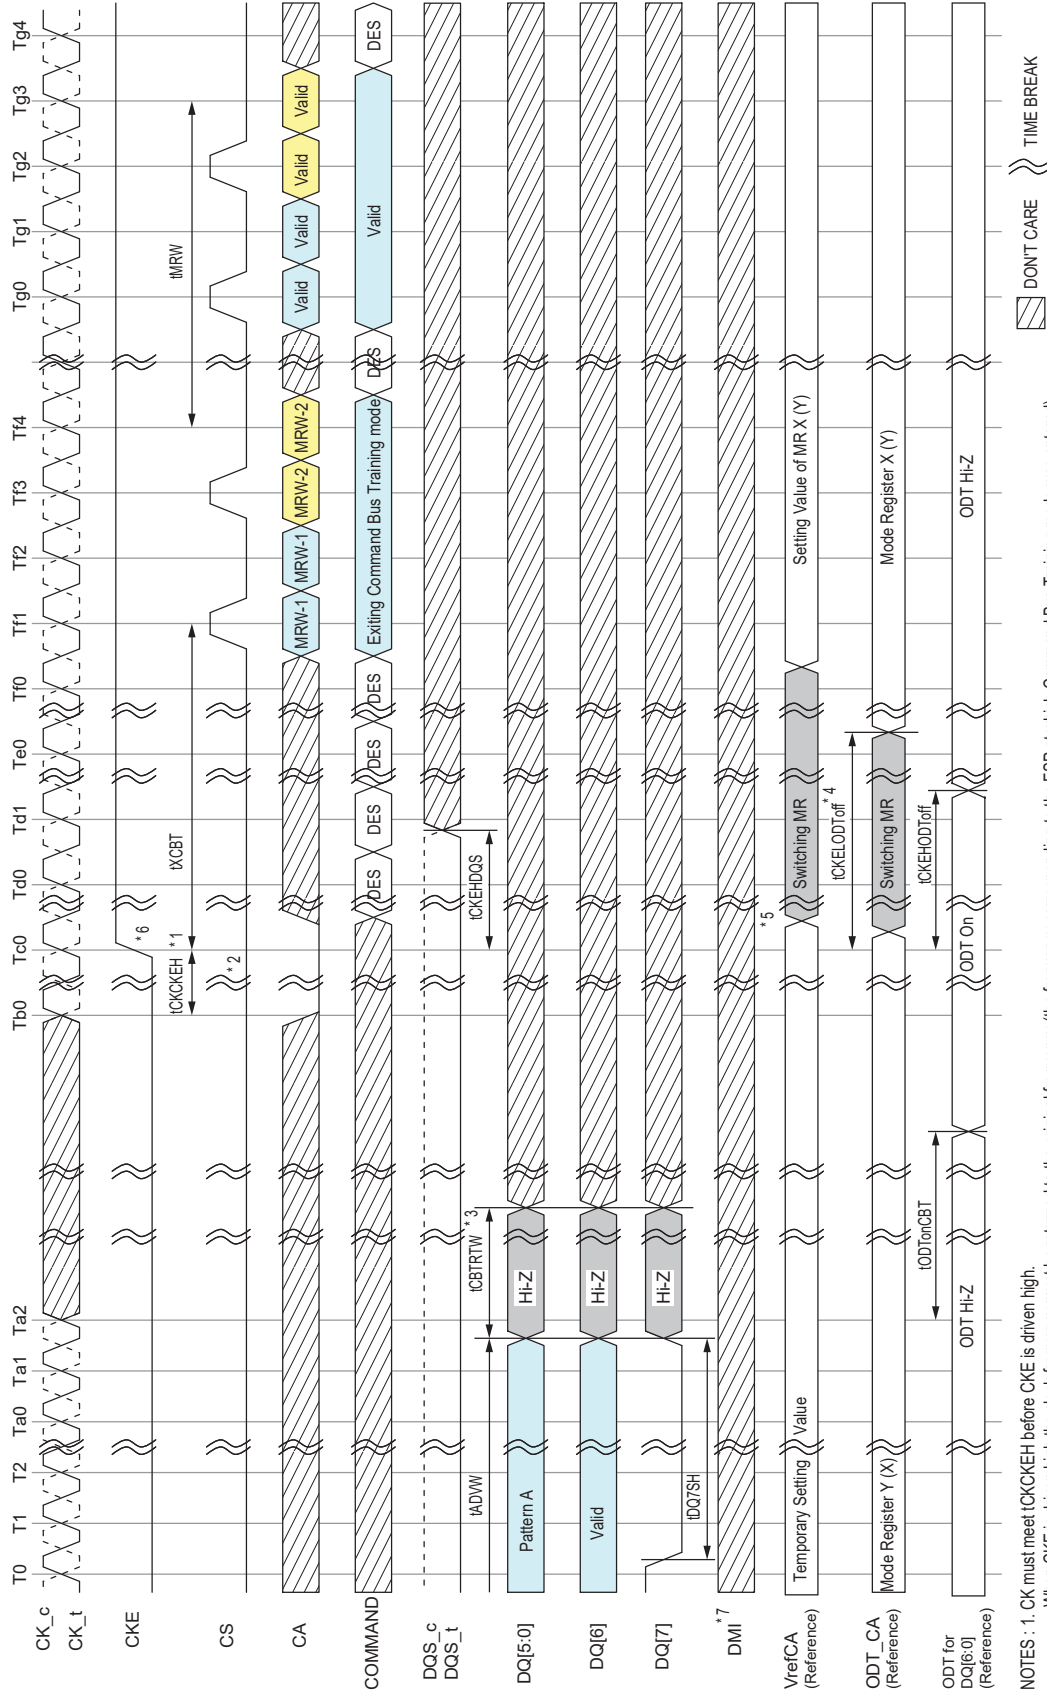 T0 T1 T2 Ta0 Ta1 Ta2 Tb0 Tc0 Td0 Td1 Te0 Tf0 Tf1 Tf2 Tf3 Tf4 Tg0 Tg1 Tg2 Tg3 Tg4
CK_c
CK_t
CKE
*6
tCKCKEH *1 tXCBT tMRW
CS
*2
CA
MRW-1 MRW-1 MRW-2 MRW-2 Valid Valid Valid Valid
COMMAND
DES DES DES DES Exiting Command Bus Training mode DES Valid DES
DQS_c
DQS_t
tADVW tCBTRTW *3 tCKEHDQS
DQ[5:0]
Pattern A Hi-Z
DQ[6]
Valid Hi-Z
DQ[7]
Hi-Z
tDQ7SH
DMI *7
*5
VrefCA
(Reference)
Temporary Setting Value Switching MR Setting Value of MR X (Y)
tCKELODToff *4
ODT_CA
(Reference)
Mode Register Y (X) Switching MR Mode Register X (Y)
tODTonCBT tCKEHODToff
ODT for
DQ[6:0]
(Reference)
ODT Hi-Z ODT On ODT Hi-Z
DON'T CARE TIME BREAK
NOTES : 1. CK must meet tCKCKEH before CKE is driven high.